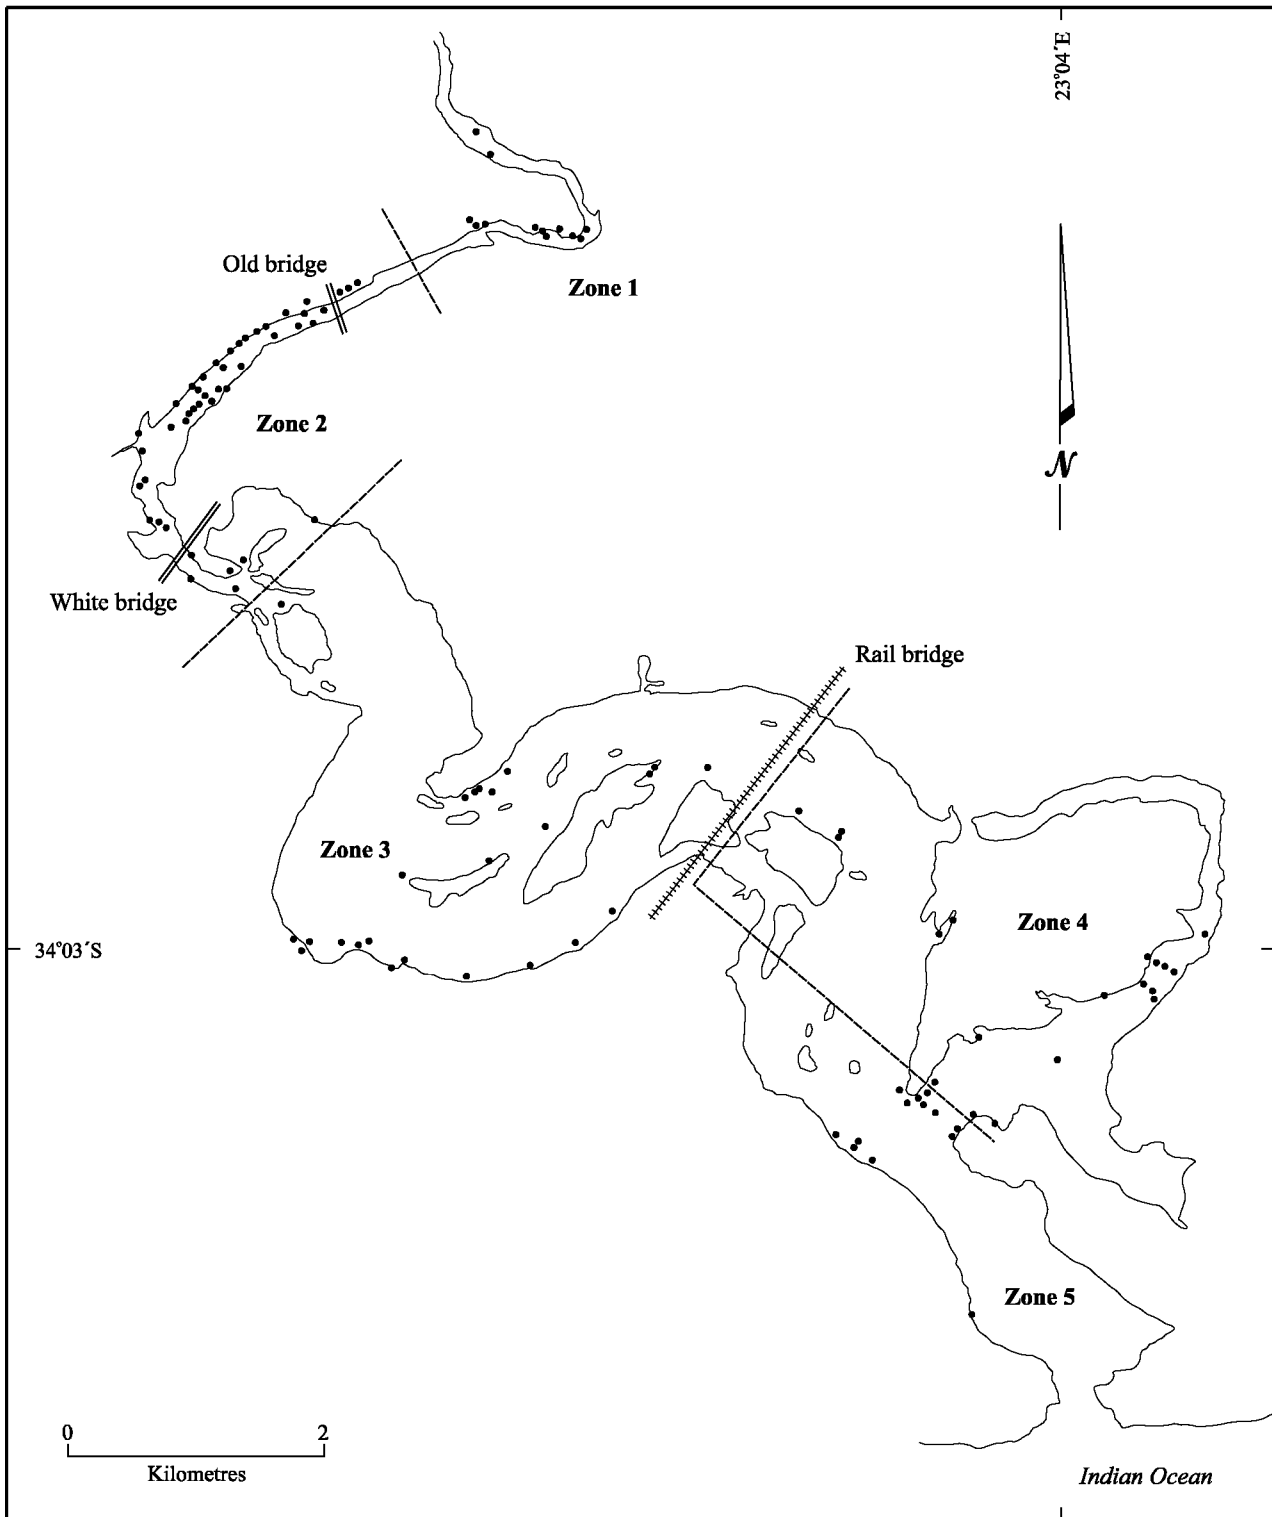 23°04´E
Old bridge
Zone 1
Zone 2
N
White bridge
Rail bridge
Zone 3
Zone 4
34°03´S
Zone 5
0 2
Kilometres
Indian Ocean